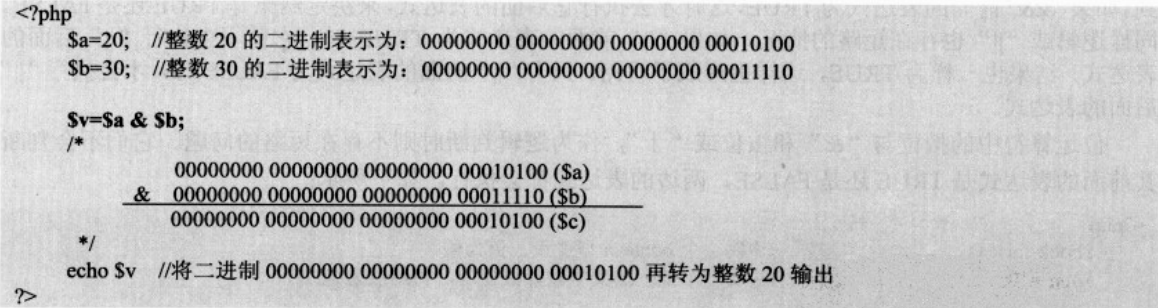 <?php
$a=20; //整数 20 的二进制表示为：00000000 00000000 00000000 00010100
$b=30; //整数 30 的二进制表示为：00000000 00000000 00000000 00011110
$v=$a & $b;
/*
00000000 00000000 00000000 00010100 ($a)
& 00000000 00000000 00000000 00011110 ($b)
00000000 00000000 00000000 00010100 ($c)
*/
echo $v //将二进制 00000000 00000000 00000000 00010100 再转为整数 20 输出
?>